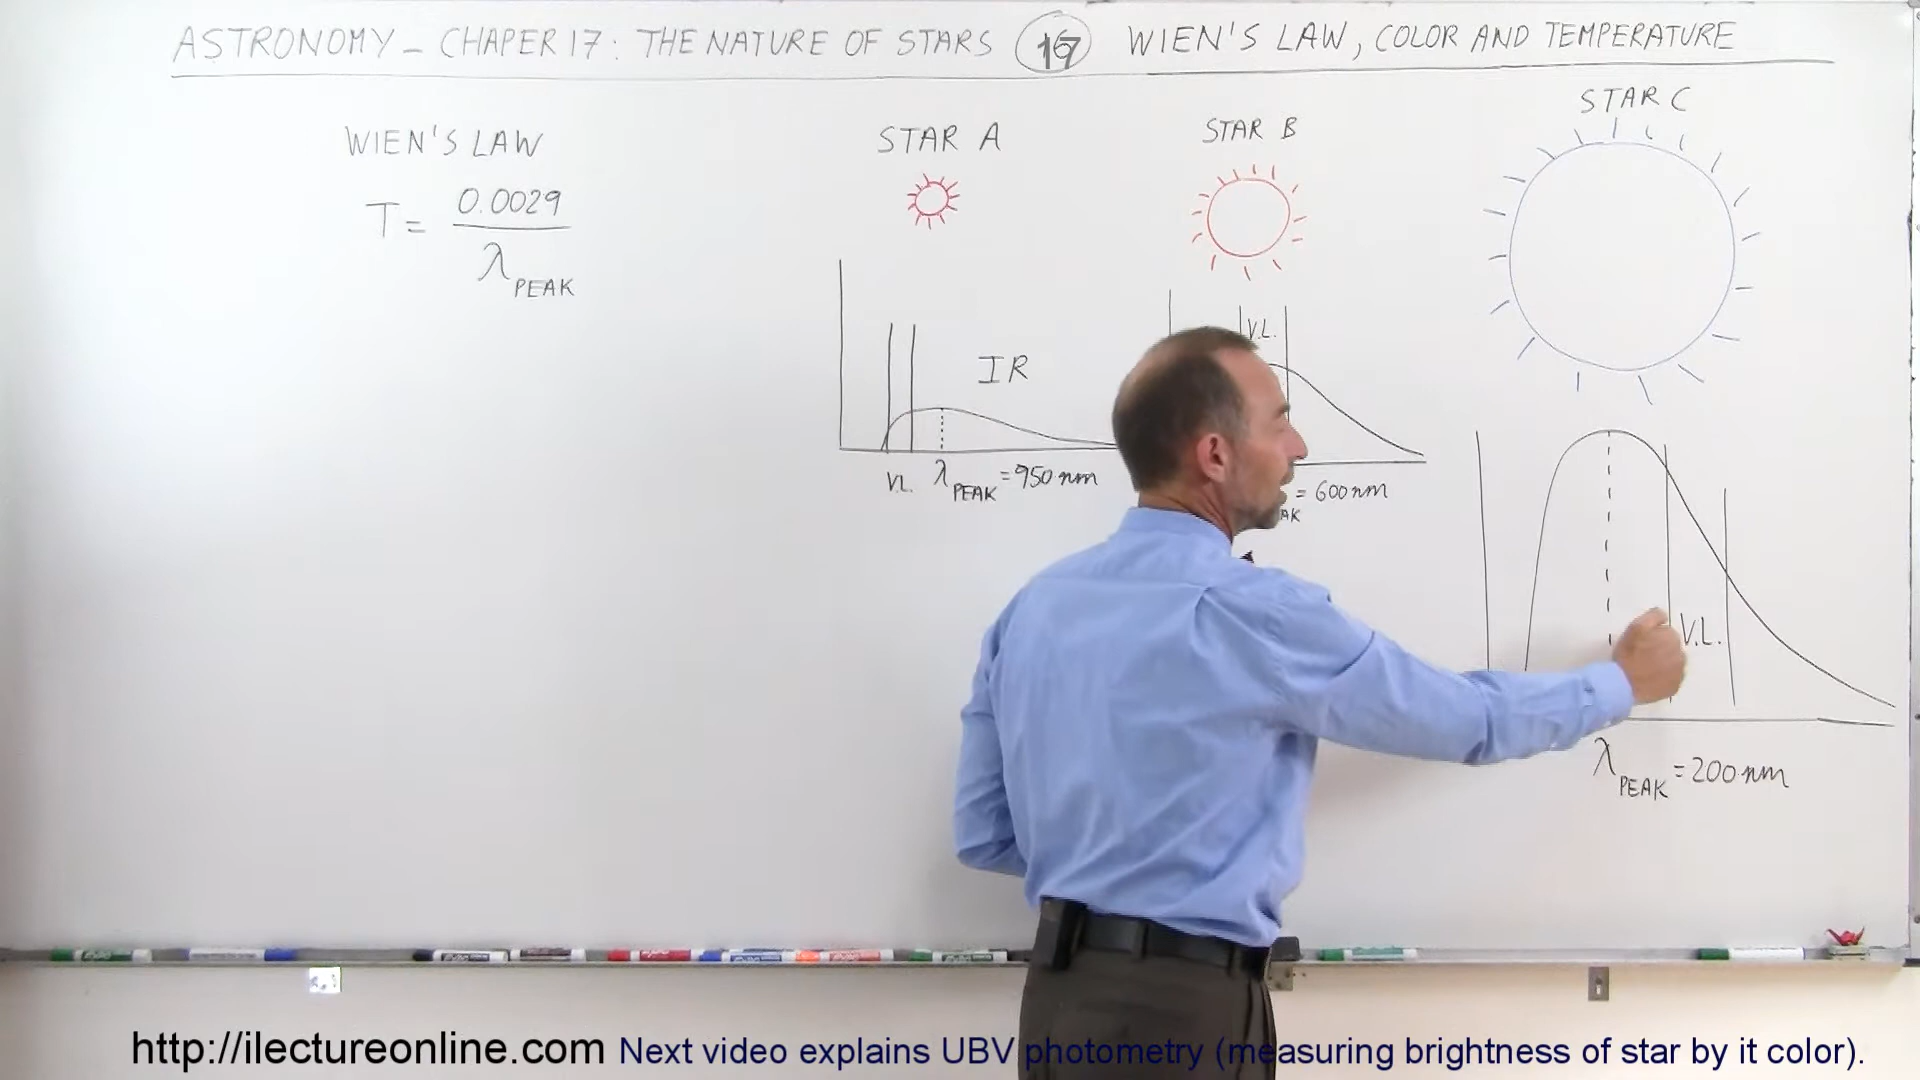 ASTRONOMY - CHAPER 17: THE NATURE OF STARS 17 WIEN'S LAW, COLOR AND TEMPERATURE
WIEN'S LAW
T = 0.0029
λ PEAK
STAR A
IR
V.L. λ PEAK = 950 nm
STAR B
V.L.
= 600 nm
STAR C
V.L.
λ PEAK = 200 nm
http://ilectureonline.com Next video explains UBV photometry (measuring brightness of star by it color).